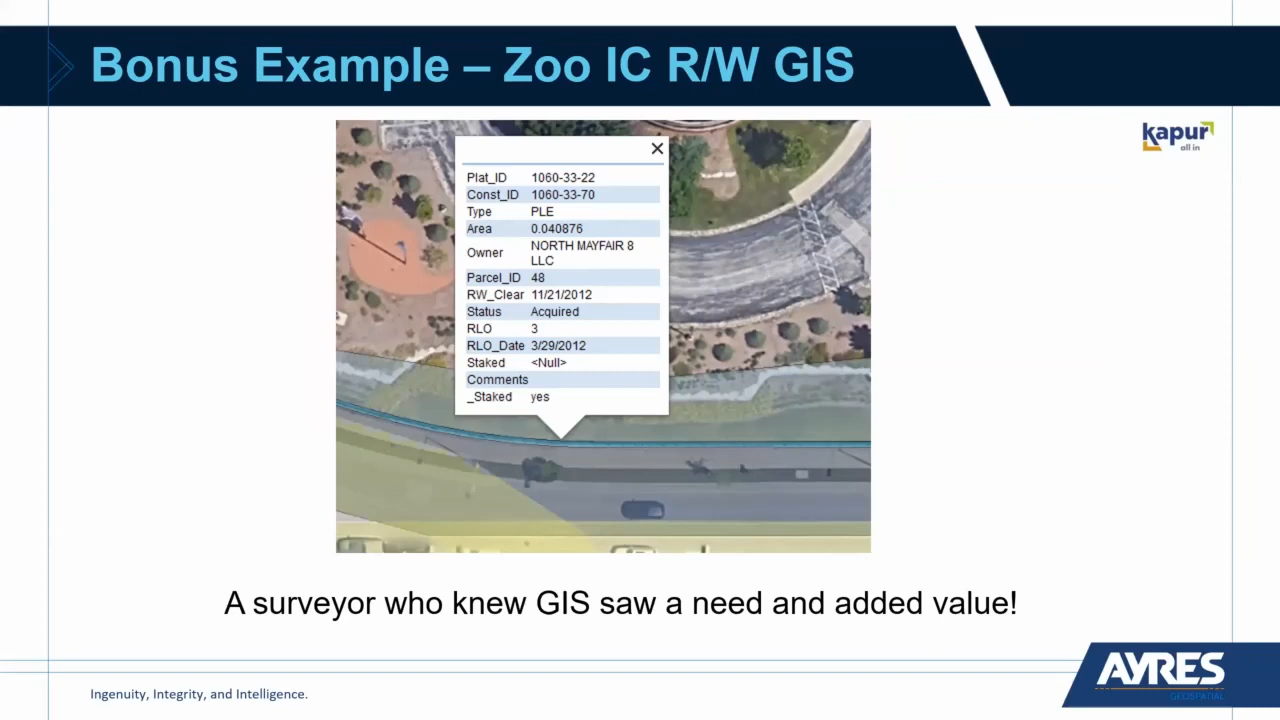 Bonus Example – Zoo IC R/W GIS
kapur
all in
Plat_ID 1060-33-22
Const_ID 1060-33-70
Type PLE
Area 0.040876
Owner NORTH MAYFAIR 8
LLC
Parcel_ID 48
RW_Clear 11/21/2012
Status Acquired
RLO 3
RLO_Date 3/29/2012
Staked <Null>
Comments
_Staked yes
A surveyor who knew GIS saw a need and added value!
Ingenuity, Integrity, and Intelligence.
AYRES
GEOSPATIAL